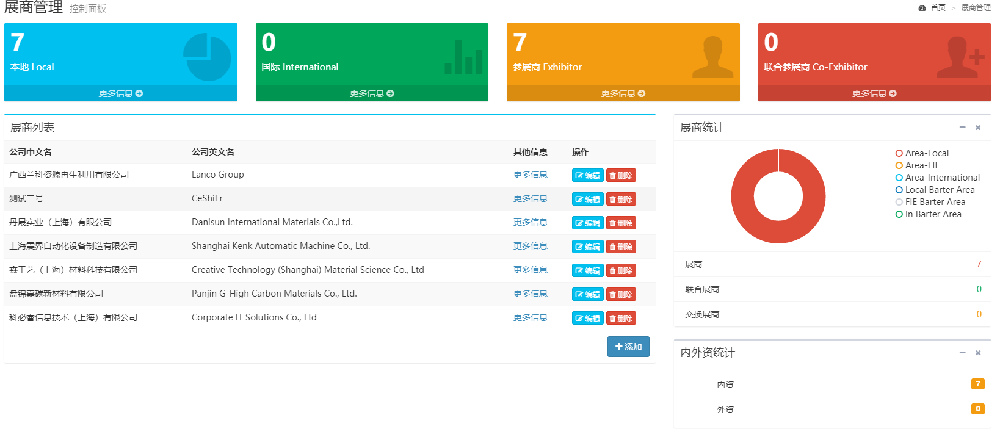 展商管理 控制面板
首页 > 展商管理
7
本地 Local
更多信息
0
国际 International
更多信息
7
参展商 Exhibitor
更多信息
0
联合参展商 Co-Exhibitor
更多信息
展商列表
公司中文名 公司英文名 其他信息 操作
广西兰科资源再生利用有限公司 Lanco Group 更多信息 编辑 删除
测试二号 CeShiEr 更多信息 编辑 删除
丹晟实业（上海）有限公司 Danisun International Materials Co.,Ltd. 更多信息 编辑 删除
上海震界自动化设备制造有限公司 Shanghai Kenk Automatic Machine Co., Ltd. 更多信息 编辑 删除
鑫工艺（上海）材料科技有限公司 Creative Technology (Shanghai) Material Science Co., Ltd 更多信息 编辑 删除
盘锦嘉碳新材料有限公司 Panjin G-High Carbon Materials Co., Ltd. 更多信息 编辑 删除
科必睿信息技术（上海）有限公司 Corporate IT Solutions Co., Ltd 更多信息 编辑 删除
添加
展商统计
Area-Local
Area-FIE
Area-International
Local Barter Area
FIE Barter Area
In Barter Area
展商 7
联合展商 0
交换展商 0
内外资统计
内资 7
外资 0